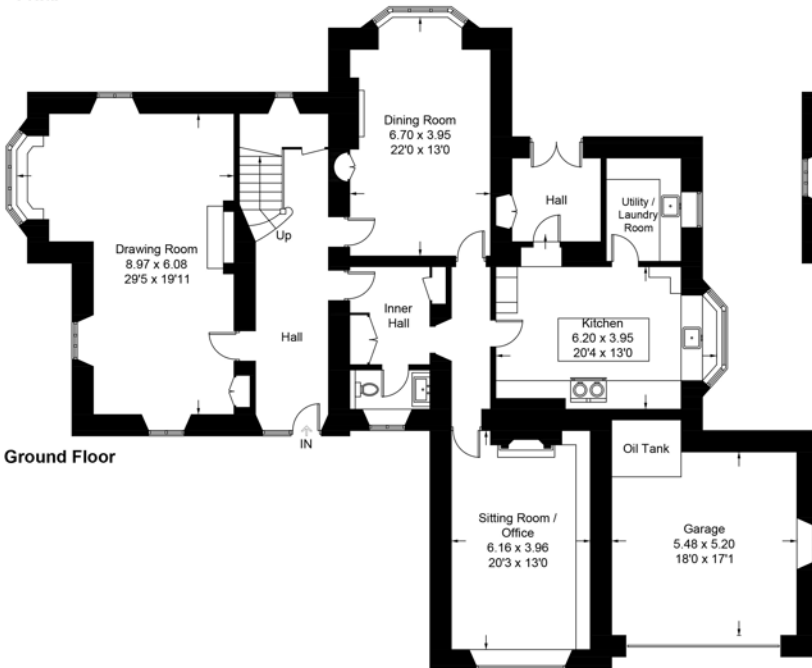 Dining Room
6.70 x 3.95
22'0 x 13'0
Hall
Utility /
Laundry
Room
Up
Drawing Room
8.97 x 6.08
29'5 x 19'11
Inner
Hall
Kitchen
6.20 x 3.95
20'4 x 13'0
Hall
IN
Ground Floor
Oil Tank
Sitting Room /
Office
6.16 x 3.96
20'3 x 13'0
Garage
5.48 x 5.20
18'0 x 17'1